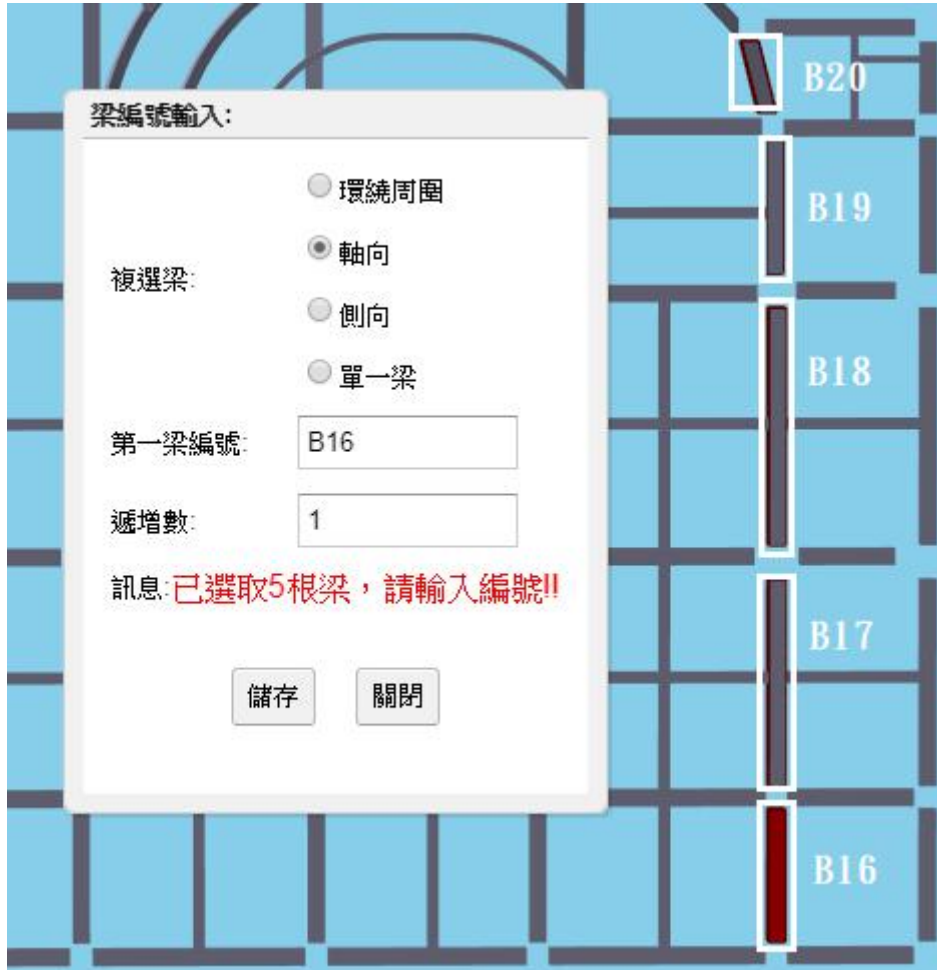 梁編號輸入:
環繞周圍
軸向
複選梁:
側向
單一梁
第一梁編號: B16
遞增數: 1
訊息:已選取5根梁，請輸入編號!!
儲存 關閉
B20
B19
B18
B17
B16